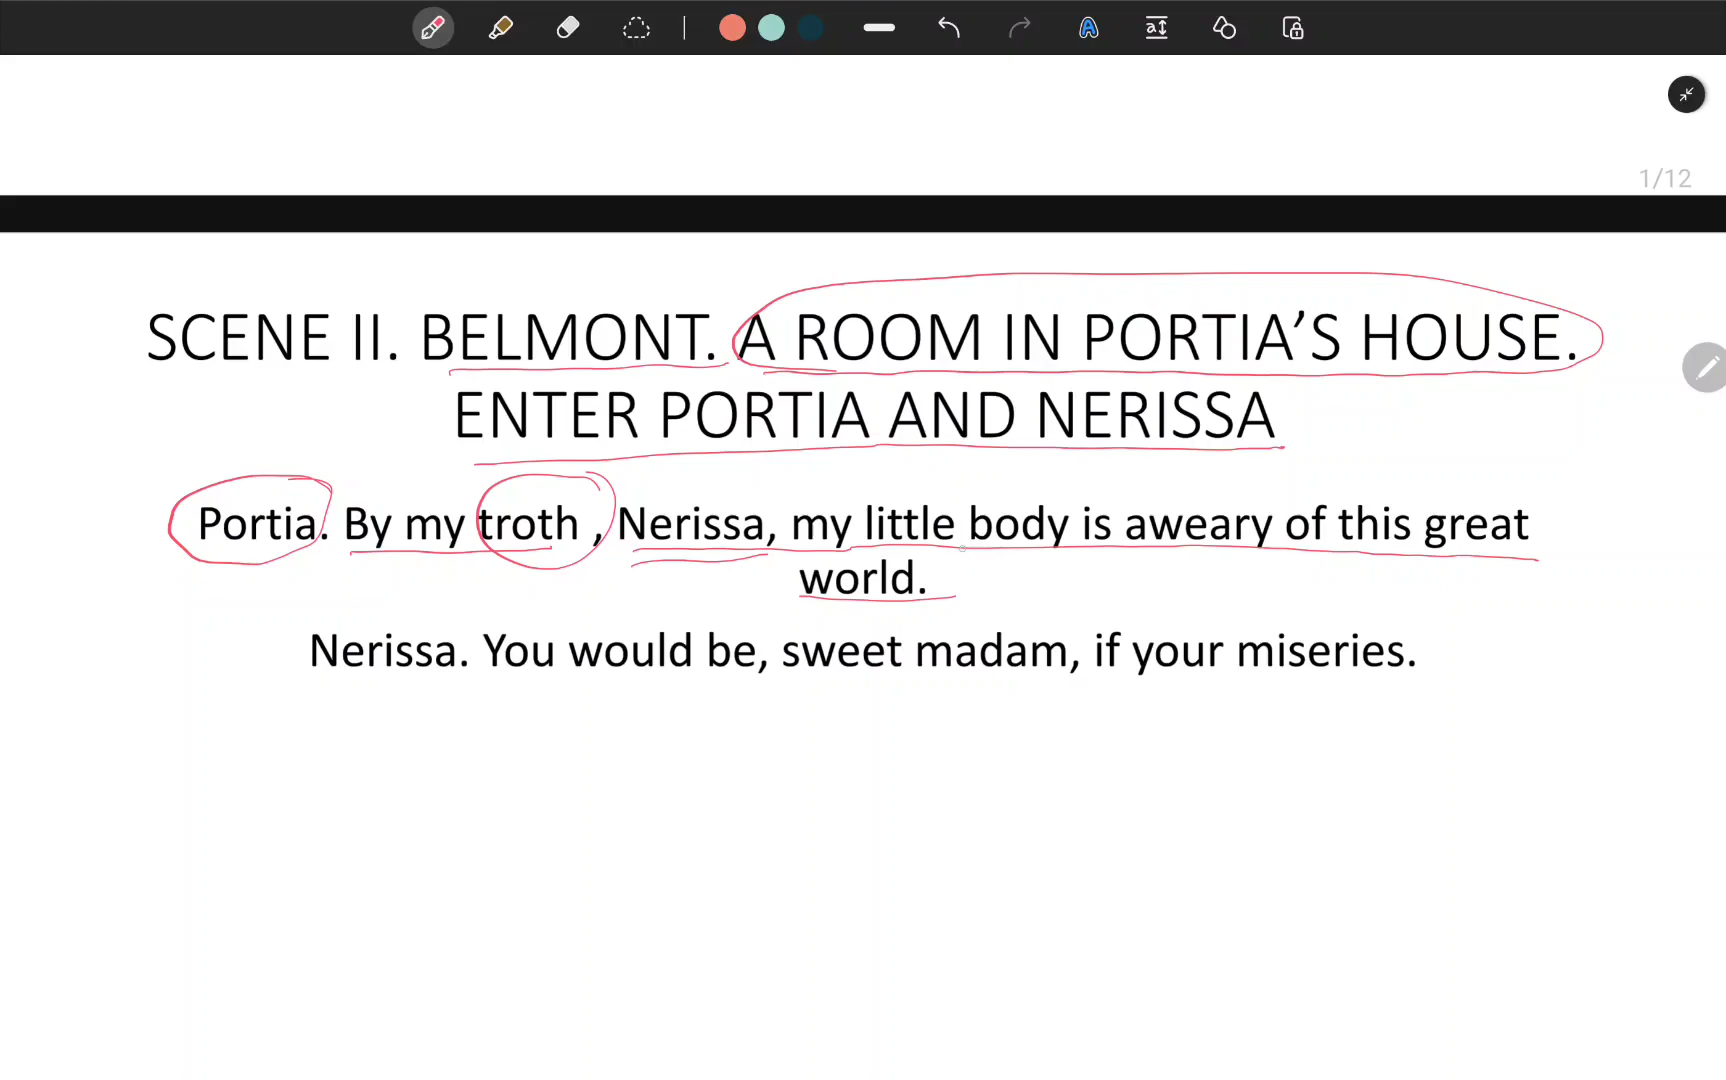 1/12
SCENE II. BELMONT. A ROOM IN PORTIA’S HOUSE.
ENTER PORTIA AND NERISSA
Portia. By my troth , Nerissa, my little body is aweary of this great
world.
Nerissa. You would be, sweet madam, if your miseries.